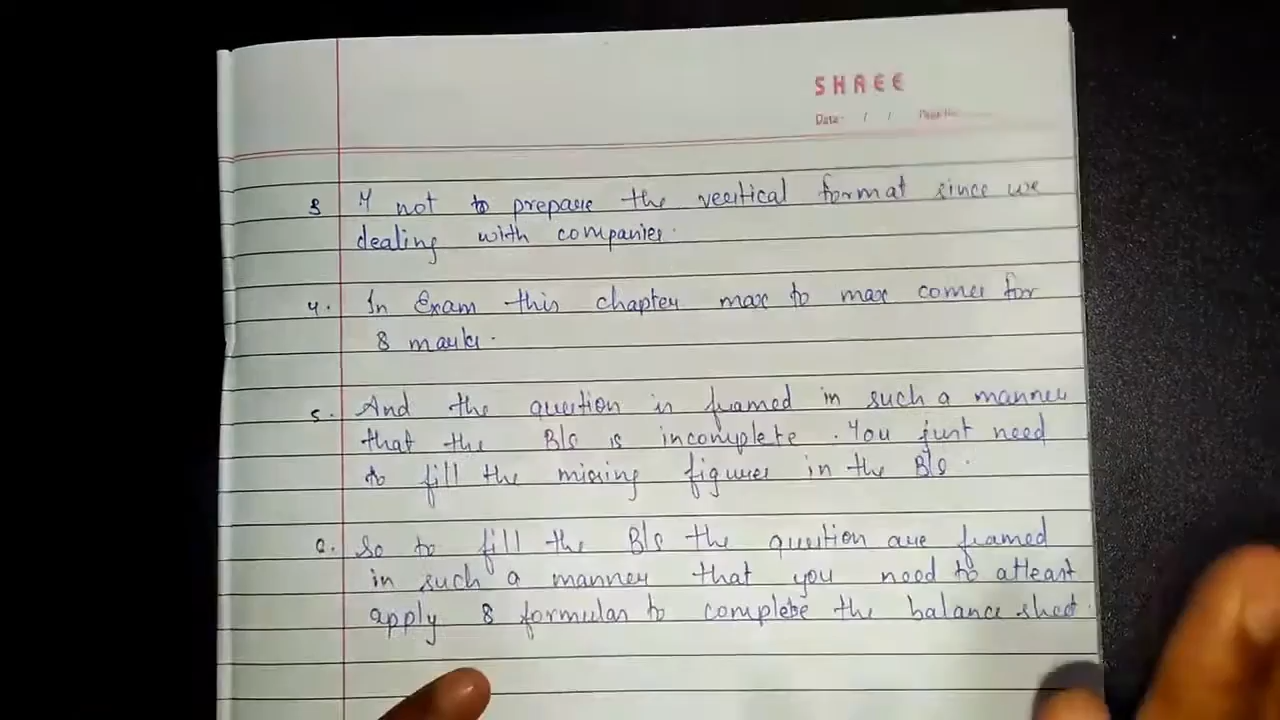 SHREE
Date: / / Page No.
3 Y not to prepare the vertical format since we
dealing with companies.
4. In Exam this chapter max to max comes for
8 marks.
5. And the question is framed in such a manner
that the B/s is incomplete. You just need
to fill the missing figures in the B/s.
6. So to fill the B/s the question are framed
in such a manner that you need to atleast
apply 8 formulas to complete the balance sheet.